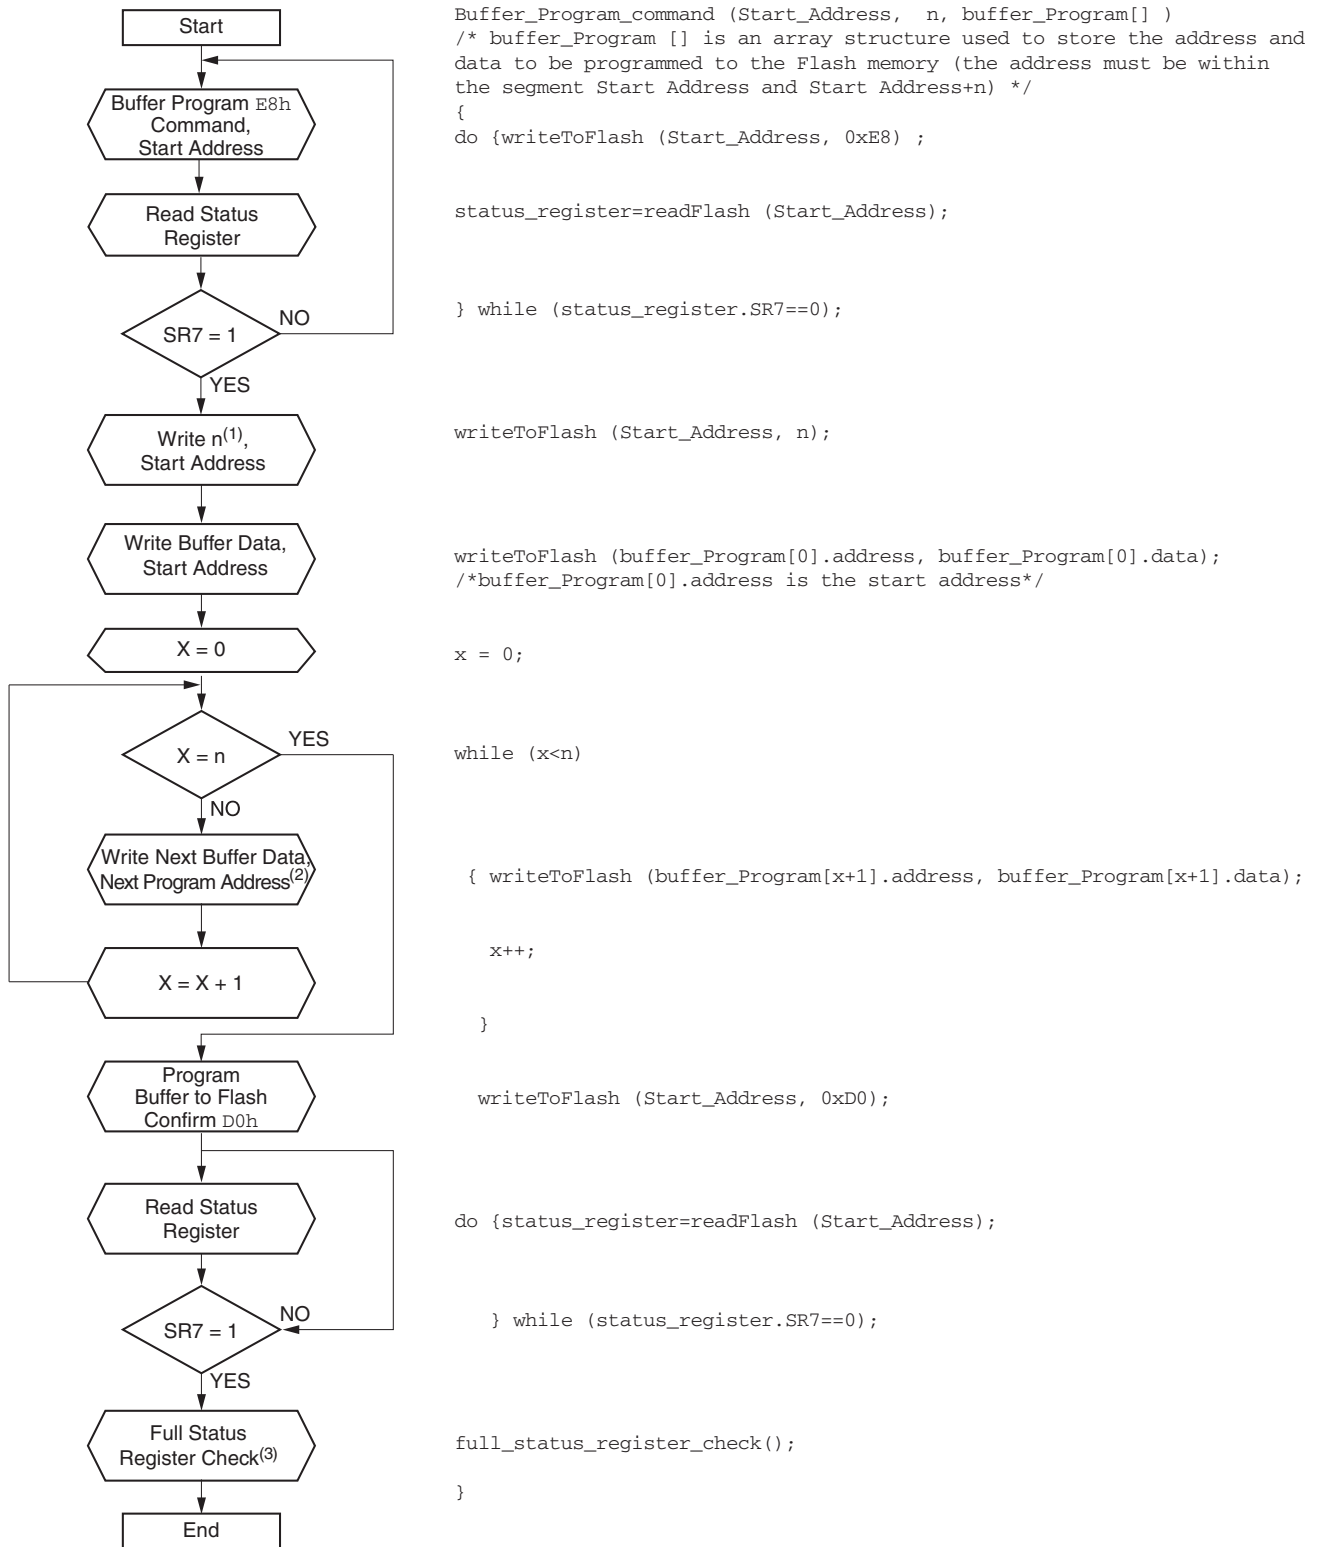 Start
Buffer Program E8h
Command,
Start Address
Read Status
Register
SR7 = 1
NO
YES
Write n(1),
Start Address
Write Buffer Data,
Start Address
X = 0
X = n
YES
NO
Write Next Buffer Data,
Next Program Address(2)
X = X + 1
Program
Buffer to Flash
Confirm D0h
Read Status
Register
SR7 = 1
NO
YES
Full Status
Register Check(3)
End
Buffer_Program_command (Start_Address, n, buffer_Program[] )
/* buffer_Program [] is an array structure used to store the address and
data to be programmed to the Flash memory (the address must be within
the segment Start Address and Start Address+n) */
{
do {writeToFlash (Start_Address, 0xE8) ;
status_register=readFlash (Start_Address);
} while (status_register.SR7==0);
writeToFlash (Start_Address, n);
writeToFlash (buffer_Program[0].address, buffer_Program[0].data);
/*buffer_Program[0].address is the start address*/
x = 0;
while (x<n)
{ writeToFlash (buffer_Program[x+1].address, buffer_Program[x+1].data);
x++;
}
writeToFlash (Start_Address, 0xD0);
do {status_register=readFlash (Start_Address);
} while (status_register.SR7==0);
full_status_register_check();
}